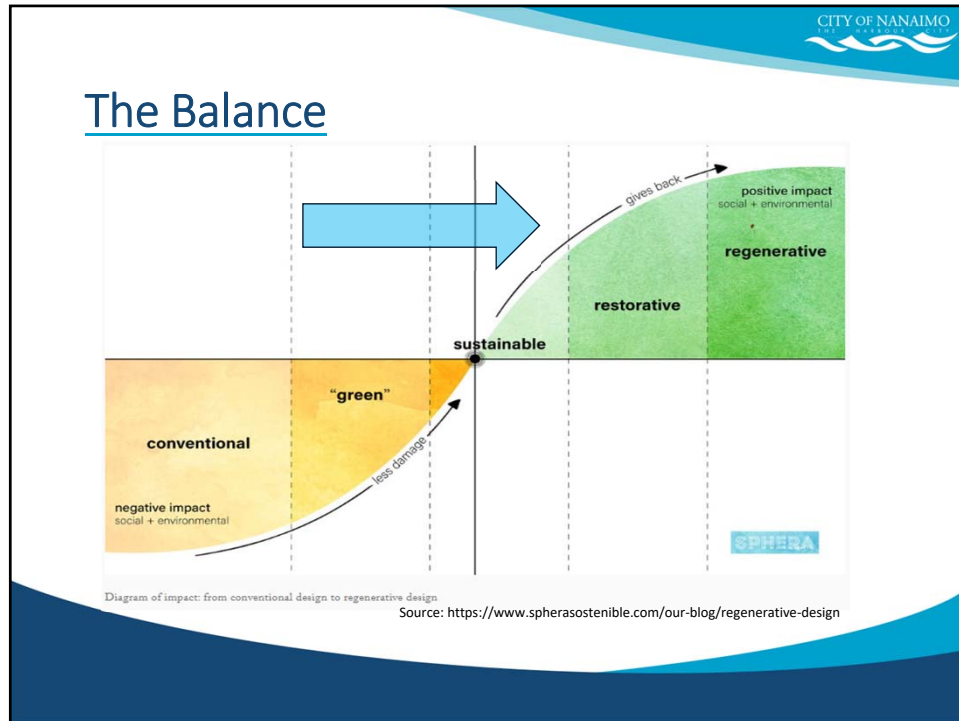 CITY OF NANAIMO
THE HARBOUR CITY
The Balance
gives back
positive impact
social + environmental
regenerative
restorative
sustainable
"green"
conventional
less damage
negative impact
social + environmental
SPHERA
Diagram of impact: from conventional design to regenerative design
Source: https://www.spherasostenible.com/our-blog/regenerative-design